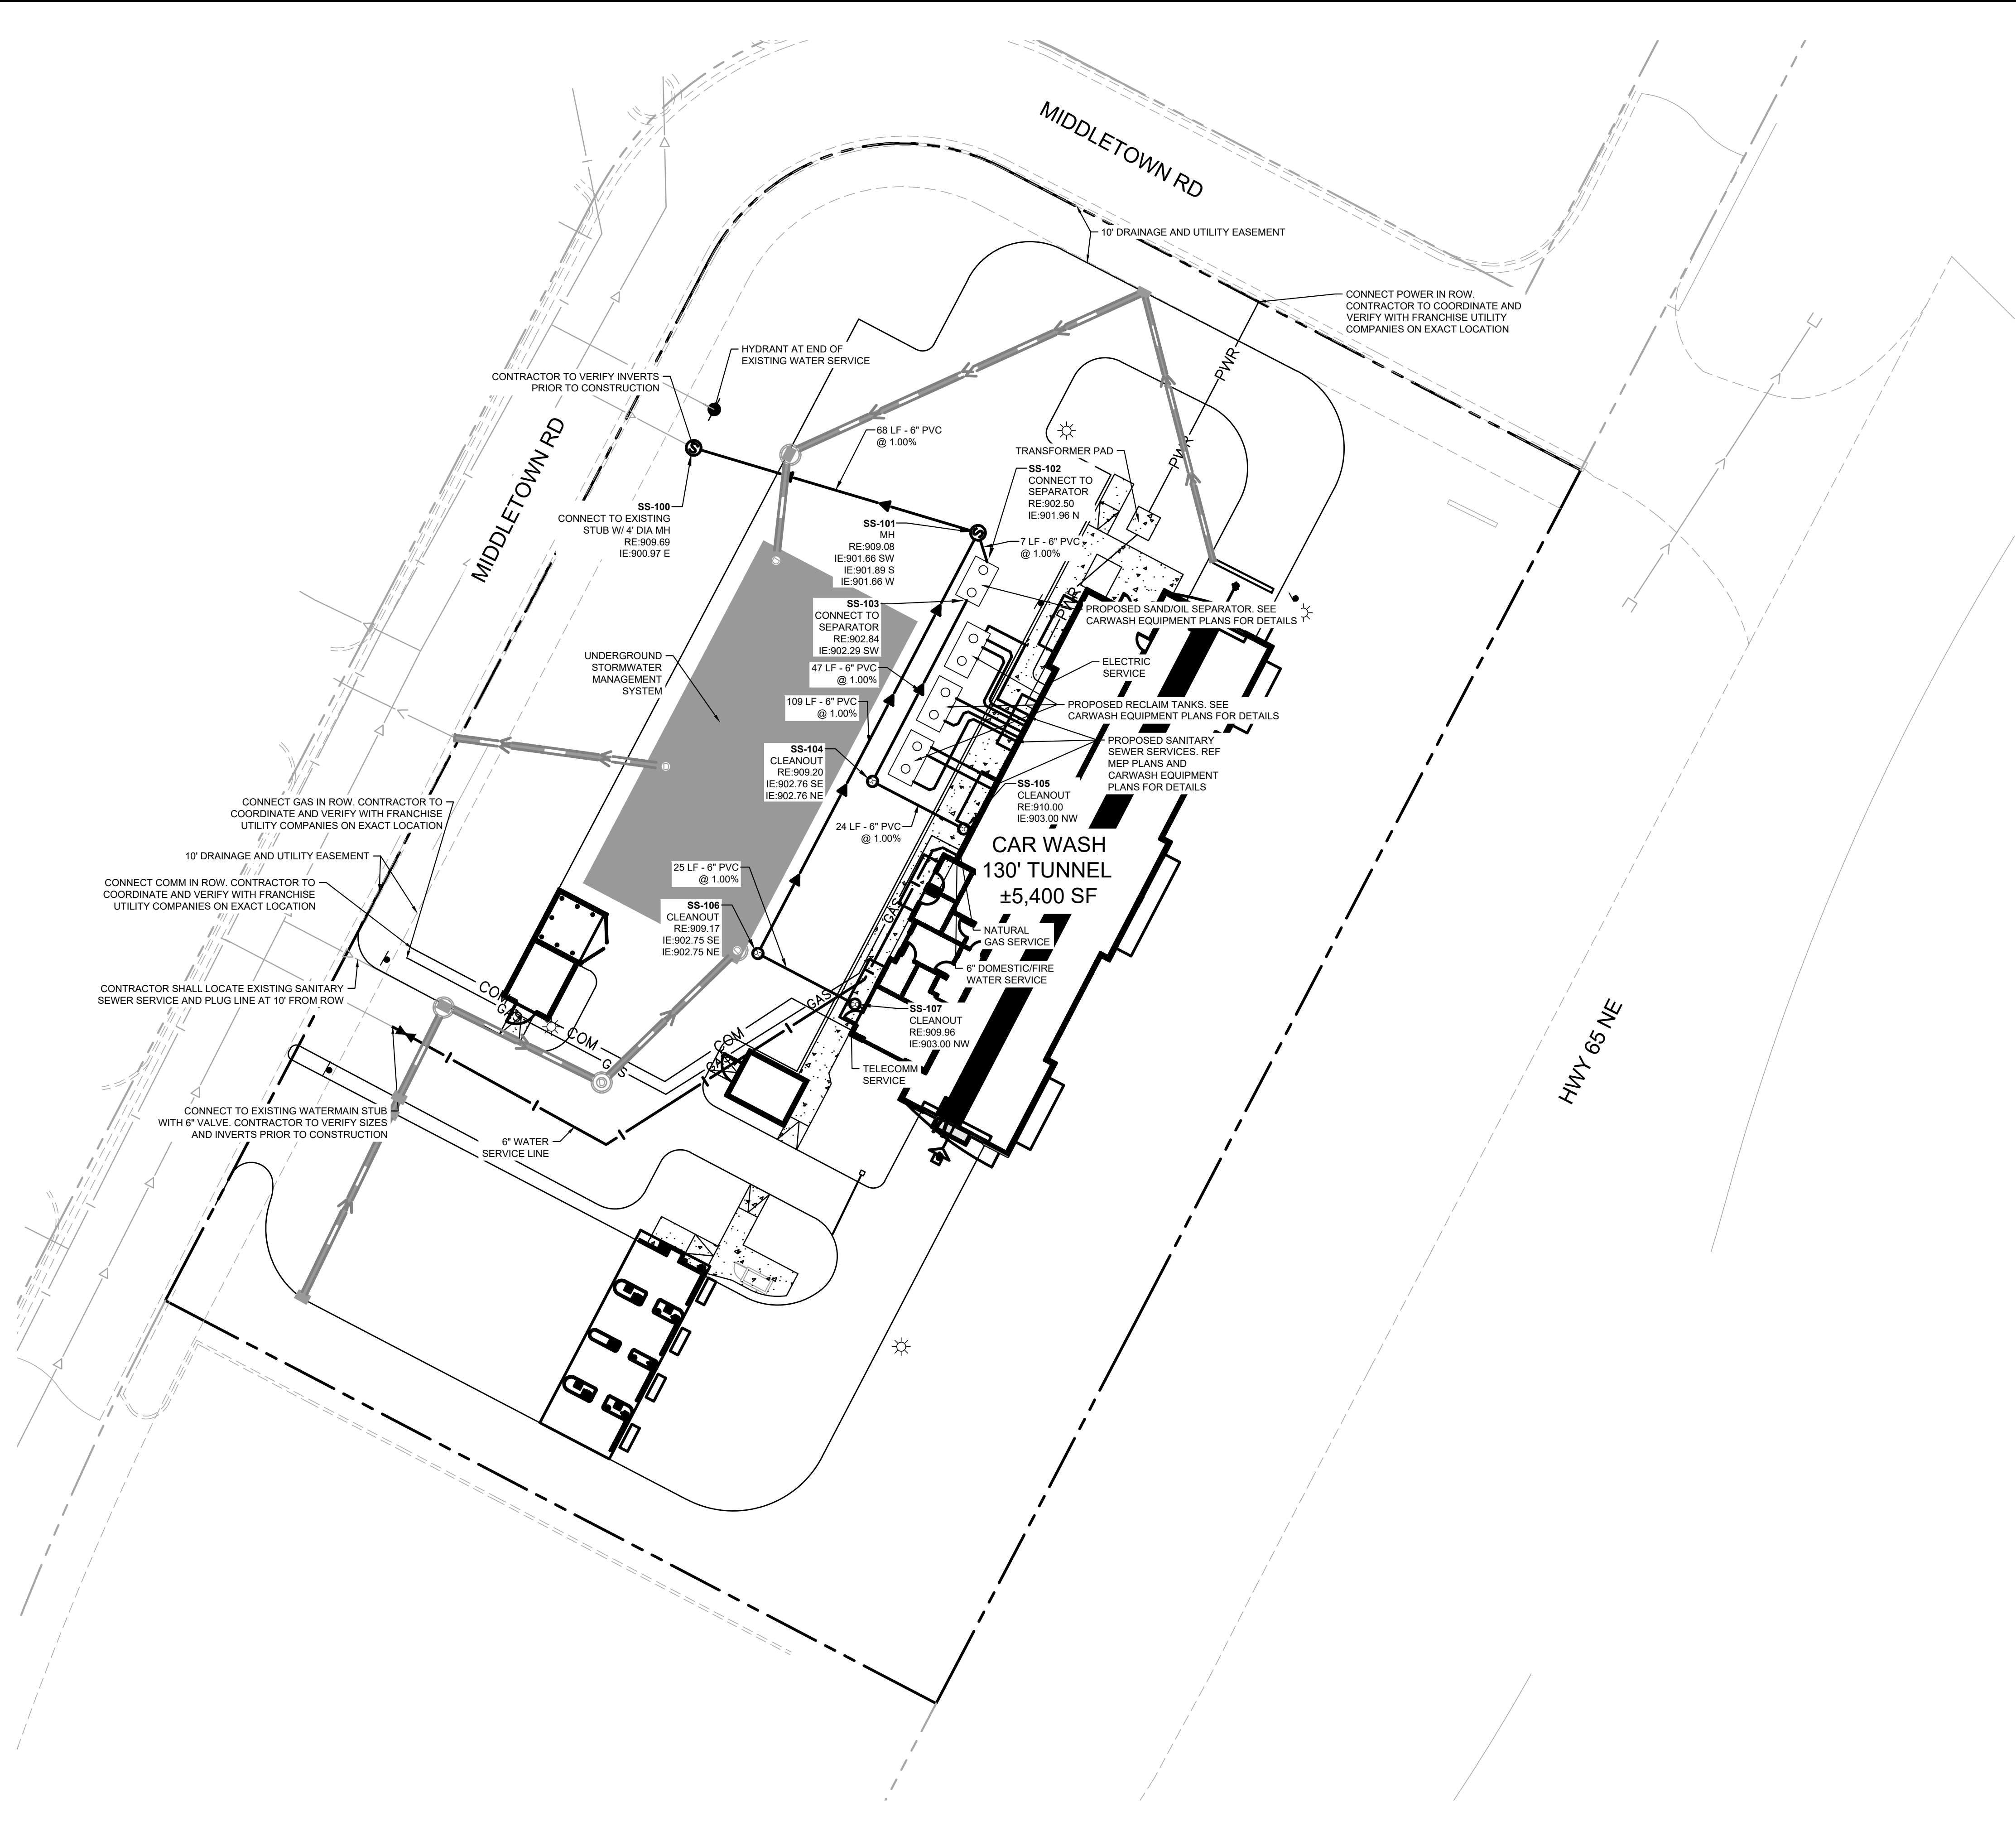 MIDDLETOWN RD
10' DRAINAGE AND UTILITY EASEMENT
CONNECT POWER IN ROW.
CONTRACTOR TO COORDINATE AND
VERIFY WITH FRANCHISE UTILITY
COMPANIES ON EXACT LOCATION
HYDRANT AT END OF
EXISTING WATER SERVICE
CONTRACTOR TO VERIFY INVERTS
PRIOR TO CONSTRUCTION
PWR
MIDDLETOWN RD
68 LF - 6" PVC
@ 1.00%
TRANSFORMER PAD
PWR
SS-102
CONNECT TO
SEPARATOR
RE:902.50
IE:901.96 N
SS-100
CONNECT TO EXISTING
STUB W/ 4' DIA MH
RE:909.69
IE:900.97 E
S
S
SS-101
MH
RE:909.08
IE:901.66 SW
IE:901.89 S
IE:901.66 W
7 LF - 6" PVC
@ 1.00%
PWR
SS-103
CONNECT TO
SEPARATOR
RE:902.84
IE:902.29 SW
PROPOSED SAND/OIL SEPARATOR. SEE
CARWASH EQUIPMENT PLANS FOR DETAILS
UNDERGROUND
STORMWATER
MANAGEMENT
SYSTEM
47 LF - 6" PVC
@ 1.00%
ELECTRIC
SERVICE
109 LF - 6" PVC
@ 1.00%
PROPOSED RECLAIM TANKS. SEE
CARWASH EQUIPMENT PLANS FOR DETAILS
PROPOSED SANITARY
SEWER SERVICES. REF
MEP PLANS AND
CARWASH EQUIPMENT
PLANS FOR DETAILS
SS-104
CLEANOUT
RE:909.20
IE:902.76 SE
IE:902.76 NE
SS-105
CLEANOUT
RE:910.00
IE:903.00 NW
CONNECT GAS IN ROW. CONTRACTOR TO
COORDINATE AND VERIFY WITH FRANCHISE
UTILITY COMPANIES ON EXACT LOCATION
24 LF - 6" PVC
@ 1.00%
CAR WASH
130' TUNNEL
±5,400 SF
10' DRAINAGE AND UTILITY EASEMENT
25 LF - 6" PVC
@ 1.00%
CONNECT COMM IN ROW. CONTRACTOR TO
COORDINATE AND VERIFY WITH FRANCHISE
UTILITY COMPANIES ON EXACT LOCATION
SS-106
CLEANOUT
RE:909.17
IE:902.75 SE
IE:902.75 NE
GAS
NATURAL
GAS SERVICE
6" DOMESTIC/FIRE
WATER SERVICE
CONTRACTOR SHALL LOCATE EXISTING SANITARY
SEWER SERVICE AND PLUG LINE AT 10' FROM ROW
COM
GAS
GAS
SS-107
CLEANOUT
RE:909.96
IE:903.00 NW
COM
GAS
COM
GAS
TELECOMM
SERVICE
HWY 65 NE
CONNECT TO EXISTING WATERMAIN STUB
WITH 6" VALVE. CONTRACTOR TO VERIFY SIZES
AND INVERTS PRIOR TO CONSTRUCTION
6" WATER
SERVICE LINE